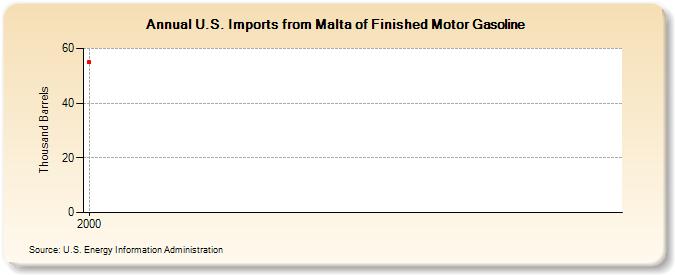 Annual U.S. Imports from Malta of Finished Motor Gasoline
Thousand Barrels
60
40
20
0
2000
Source: U.S. Energy Information Administration